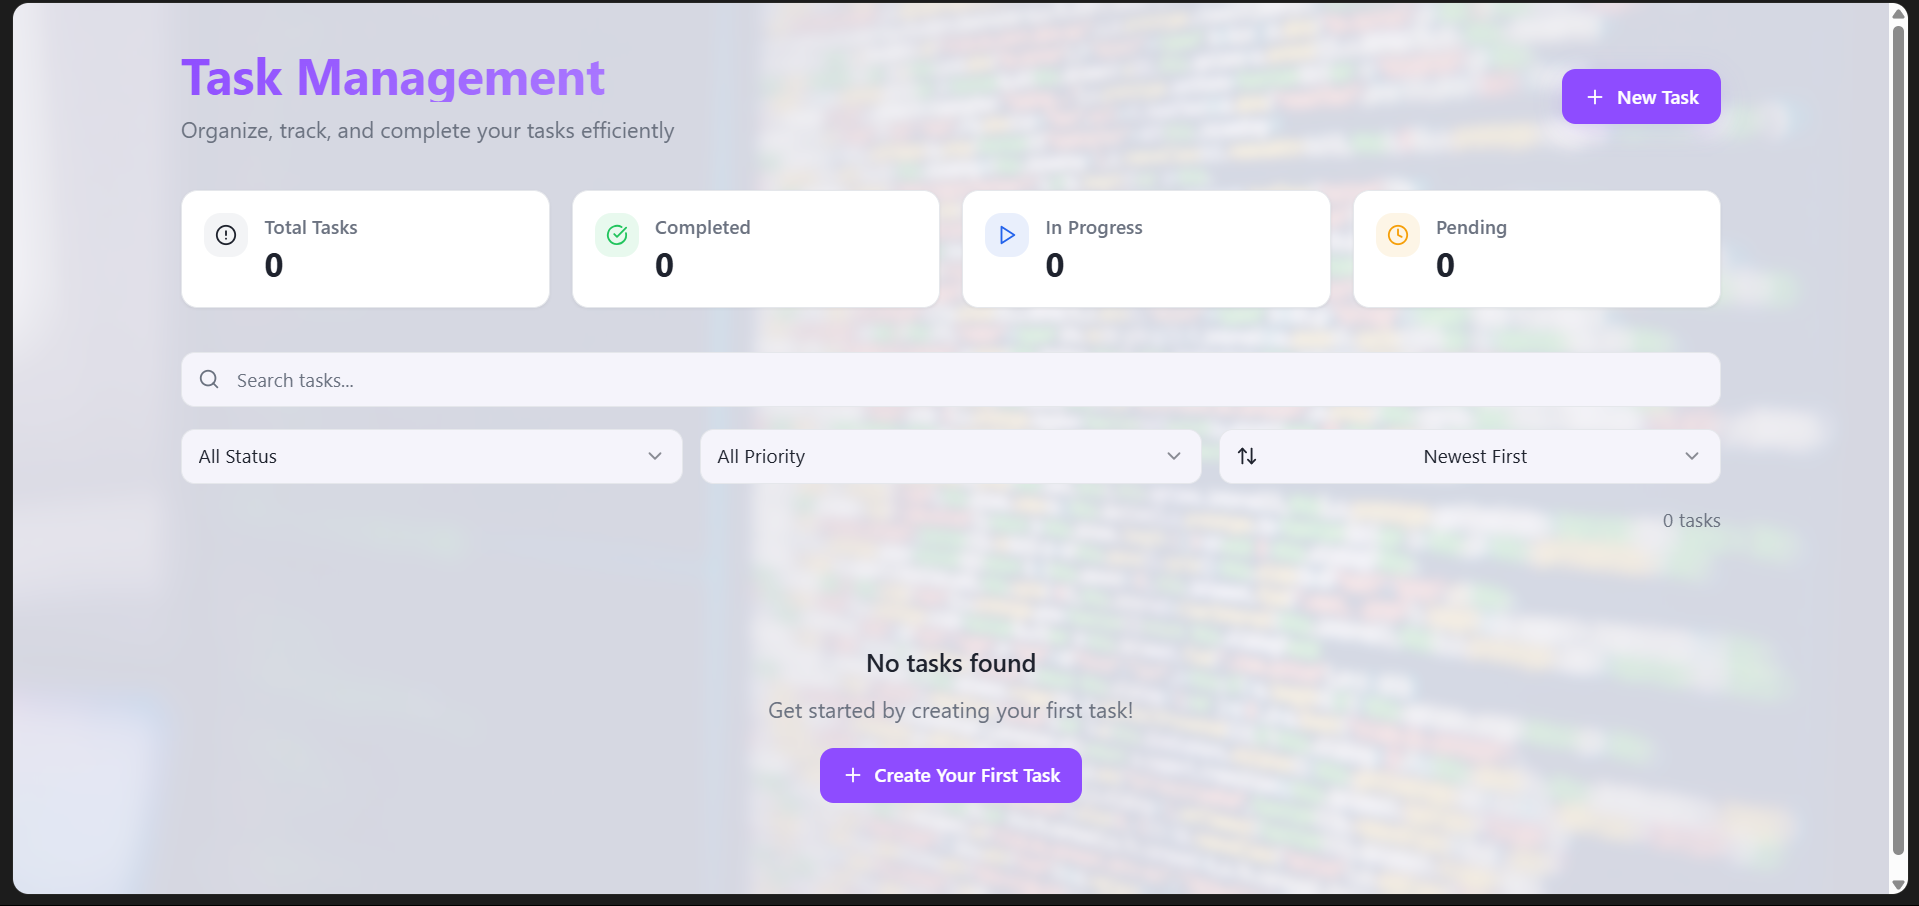 Task Management
Organize, track, and complete your tasks efficiently
+ New Task
Total Tasks
0
Completed
0
In Progress
0
Pending
0
Search tasks...
All Status
All Priority
Newest First
0 tasks
No tasks found
Get started by creating your first task!
+ Create Your First Task